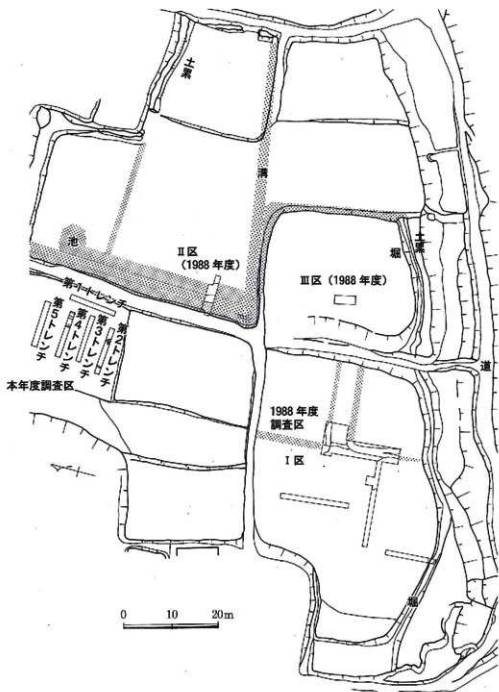 土塁
溝
池
Ⅱ区
(1988年度)
堀
土塁
Ⅲ区(1988年度)
第1トレンチ
第2トレンチ
第3トレンチ
第4トレンチ
第5トレンチ
本年度調査区
道
1988年度
調査区
Ⅰ区
堀
0 10 20m